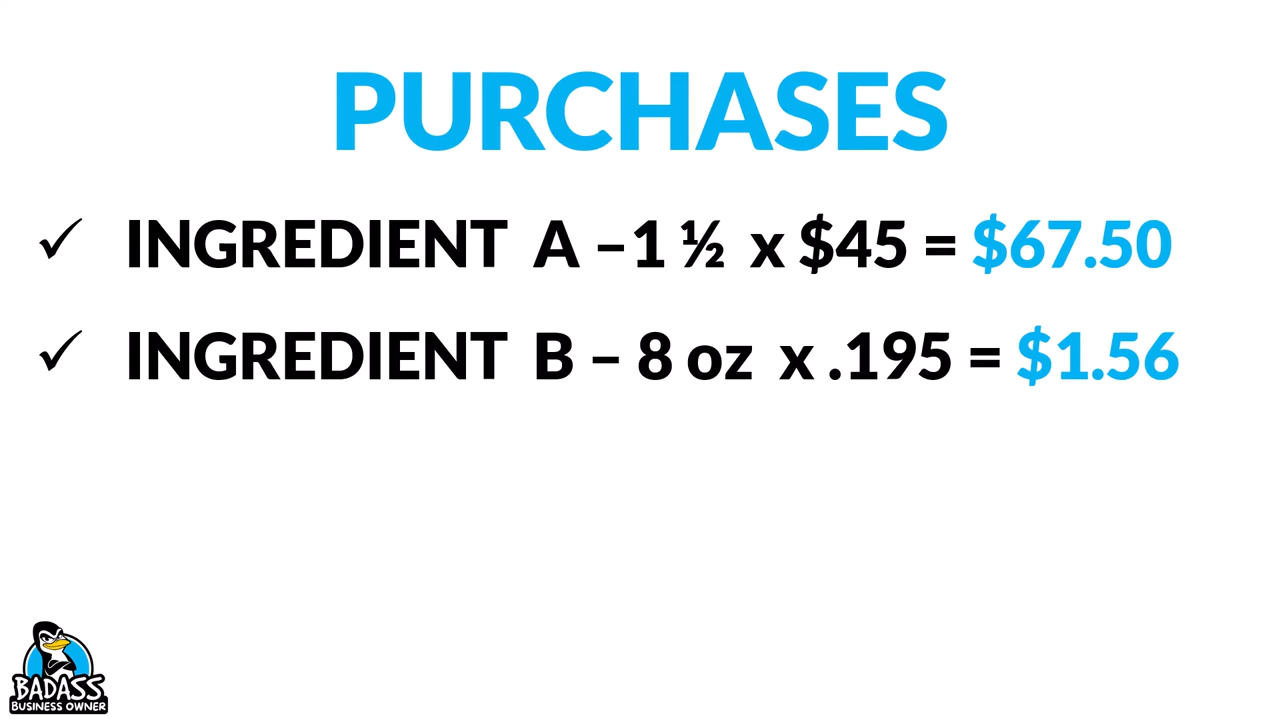 PURCHASES
✓ INGREDIENT A –1 ½ x $45 = $67.50
✓ INGREDIENT B – 8 oz x .195 = $1.56
BADASS
BUSINESS OWNER